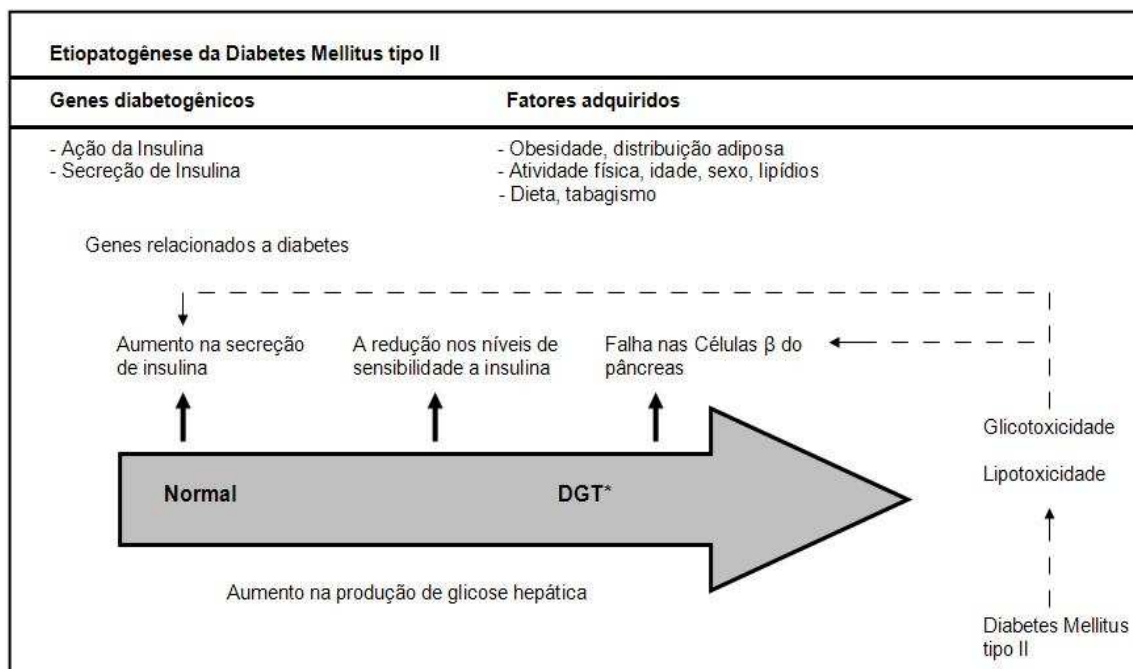 Etiopatogênese da Diabetes Mellitus tipo II
Genes diabetogênicos
Fatores adquiridos
- Ação da Insulina
- Secreção de Insulina
- Obesidade, distribuição adiposa
- Atividade física, idade, sexo, lipídios
- Dieta, tabagismo
Genes relacionados a diabetes
Aumento na secreção
de insulina
A redução nos níveis de
sensibilidade a insulina
Falha nas Células β do
pâncreas
Glicotoxicidade
Lipotoxicidade
Normal
DGT*
Aumento na produção de glicose hepática
Diabetes Mellitus
tipo II